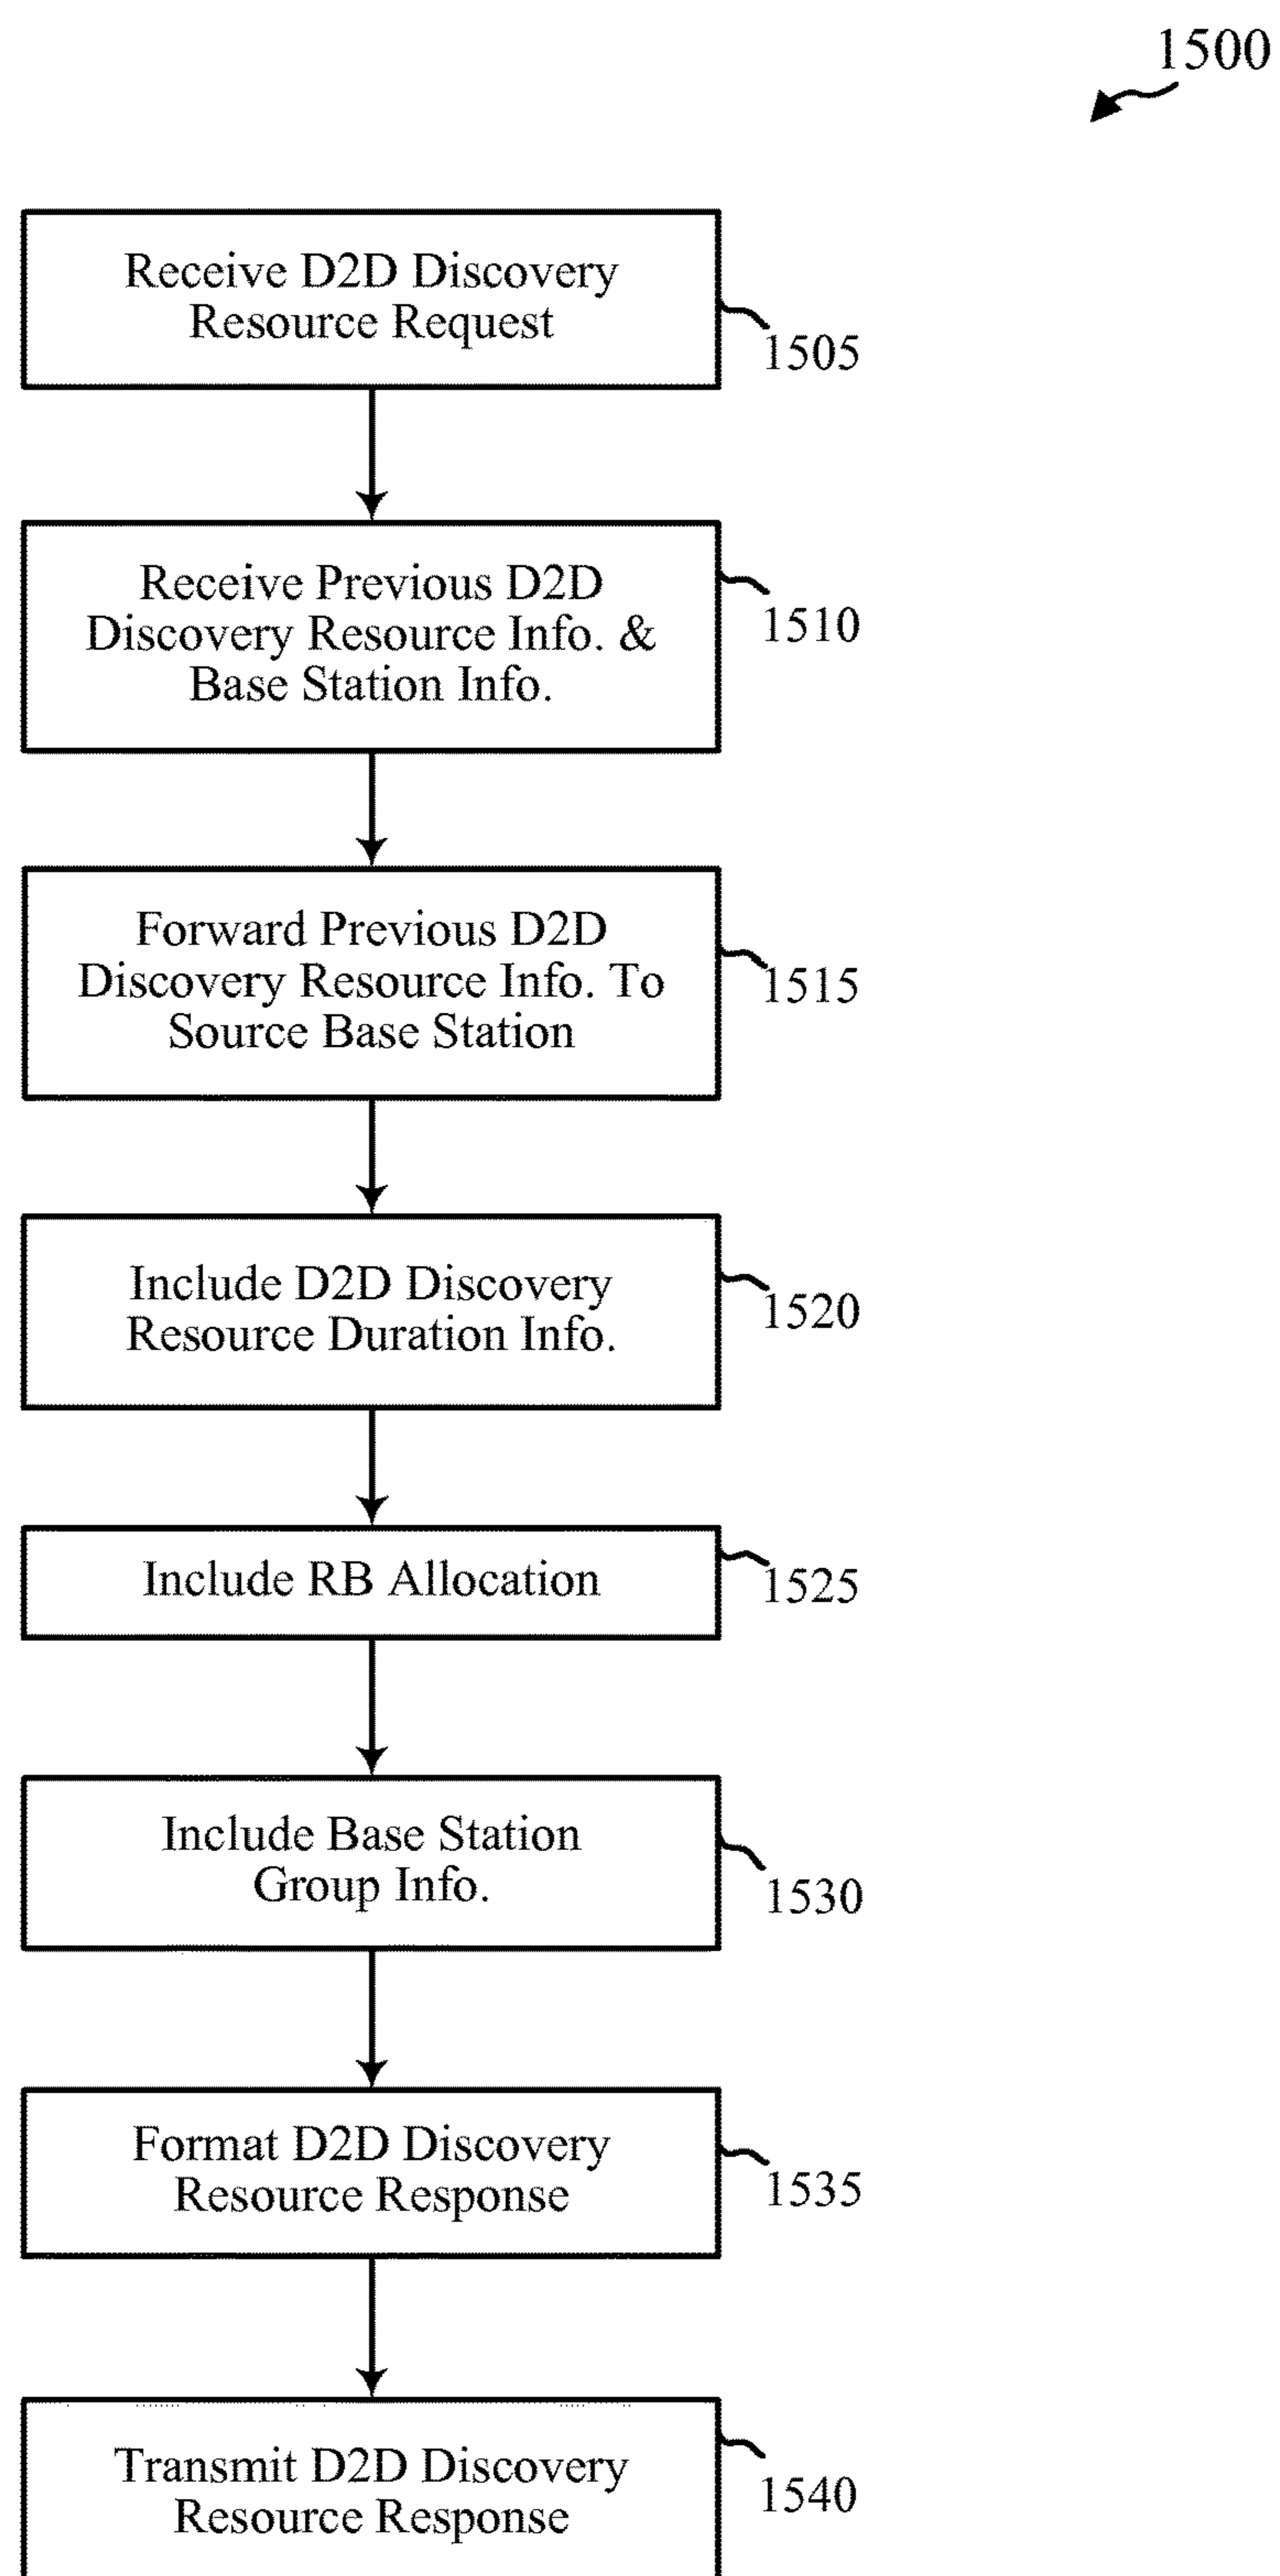 1500
Receive D2D Discovery
Resource Request
1505
Receive Previous D2D
Discovery Resource Info. &
Base Station Info.
1510
Forward Previous D2D
Discovery Resource Info. To
Source Base Station
1515
Include D2D Discovery
Resource Duration Info.
1520
Include RB Allocation
1525
Include Base Station
Group Info.
1530
Format D2D Discovery
Resource Response
1535
Transmit D2D Discovery
Resource Response
1540